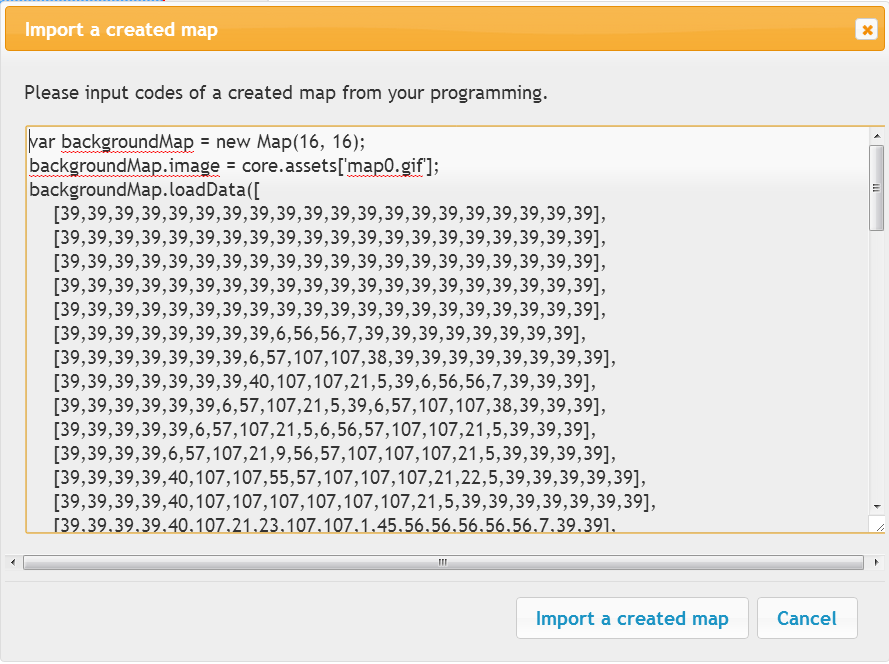 Import a created map
Please input codes of a created map from your programming.
var backgroundMap = new Map(16, 16);
backgroundMap.image = core.assets['map0.gif'];
backgroundMap.loadData([
[39,39,39,39,39,39,39,39,39,39,39,39,39,39,39,39,39,39,39,39],
[39,39,39,39,39,39,39,39,39,39,39,39,39,39,39,39,39,39,39,39],
[39,39,39,39,39,39,39,39,39,39,39,39,39,39,39,39,39,39,39,39],
[39,39,39,39,39,39,39,39,39,39,39,39,39,39,39,39,39,39,39,39],
[39,39,39,39,39,39,39,39,39,39,39,39,39,39,39,39,39,39,39,39],
[39,39,39,39,39,39,39,39,6,56,56,7,39,39,39,39,39,39,39,39],
[39,39,39,39,39,39,39,6,57,107,107,38,39,39,39,39,39,39,39,39],
[39,39,39,39,39,39,39,40,107,107,21,5,39,6,56,56,7,39,39,39],
[39,39,39,39,39,39,6,57,107,21,5,39,6,57,107,107,38,39,39,39],
[39,39,39,39,39,6,57,107,21,5,6,56,57,107,107,21,5,39,39,39],
[39,39,39,39,6,57,107,21,9,56,57,107,107,107,21,5,39,39,39,39],
[39,39,39,39,40,107,107,55,57,107,107,107,21,22,5,39,39,39,39,39],
[39,39,39,39,40,107,107,107,107,107,107,21,5,39,39,39,39,39,39,39],
[39,39,39,39,40,107,21,23,107,107,1,45,56,56,56,56,56,7,39,39],
Import a created map
Cancel